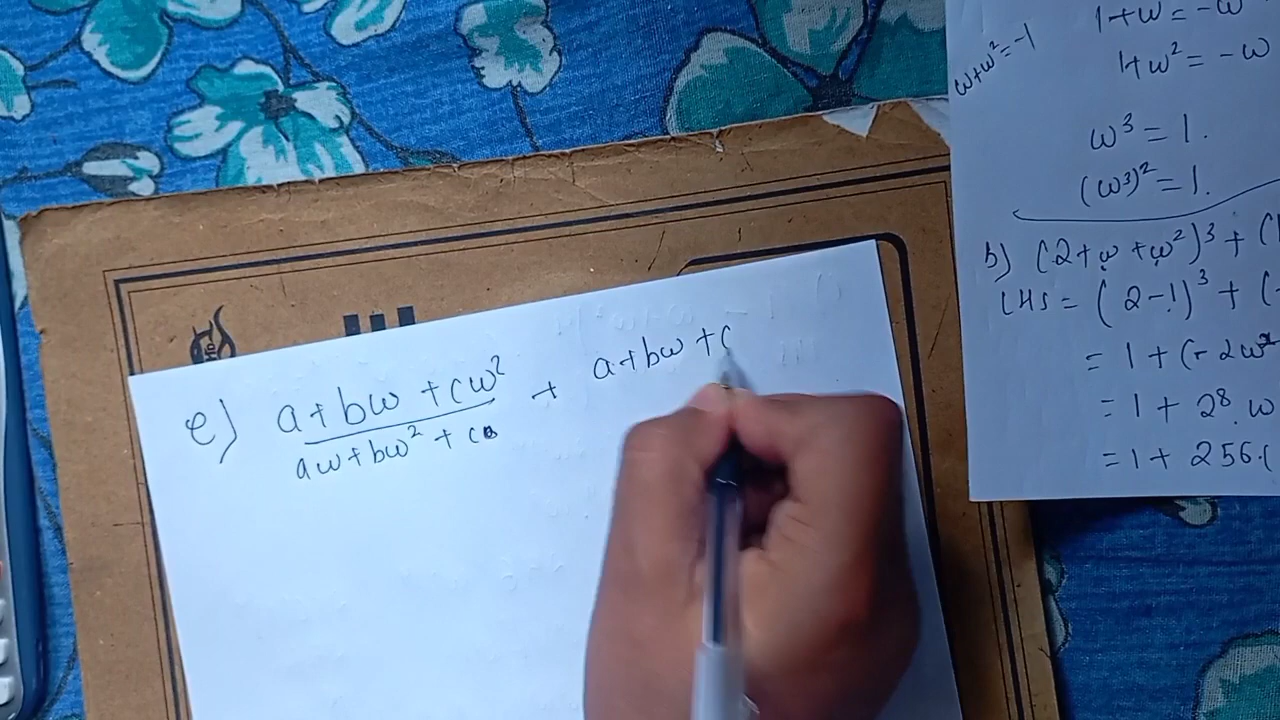 ω+ω²=-1
1+ω = -ω
1+ω² = -ω
ω³ = 1.
(ω³)² = 1.
b) (2+ω+ω²)³ + (
LHS = (2-1)³ + (-
= 1 + (-2ω²
= 1 + 2⁸.ω
= 1 + 256.(
e) a+bω+cω² / aω+bω²+c + a+bω+c